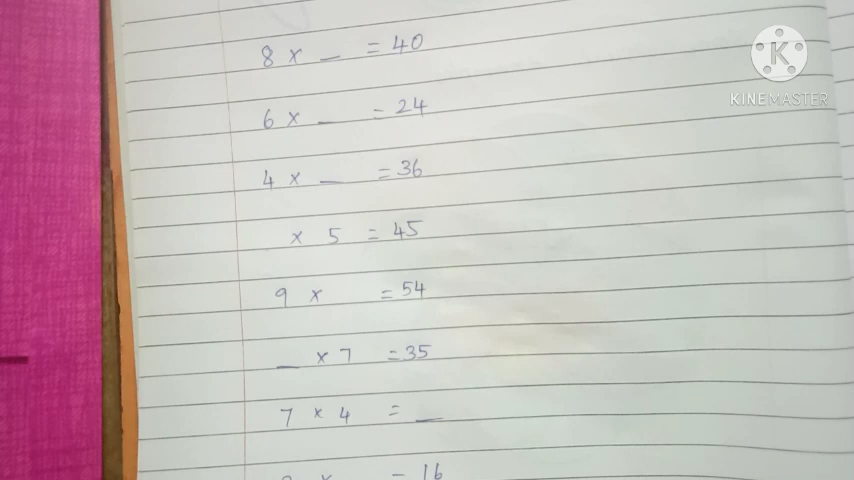 8 × _ = 40
K
KINEMASTER
6 × _ = 24
4 × _ = 36
× 5 = 45
9 × = 54
_ × 7 = 35
7 × 4 = _
× = 16